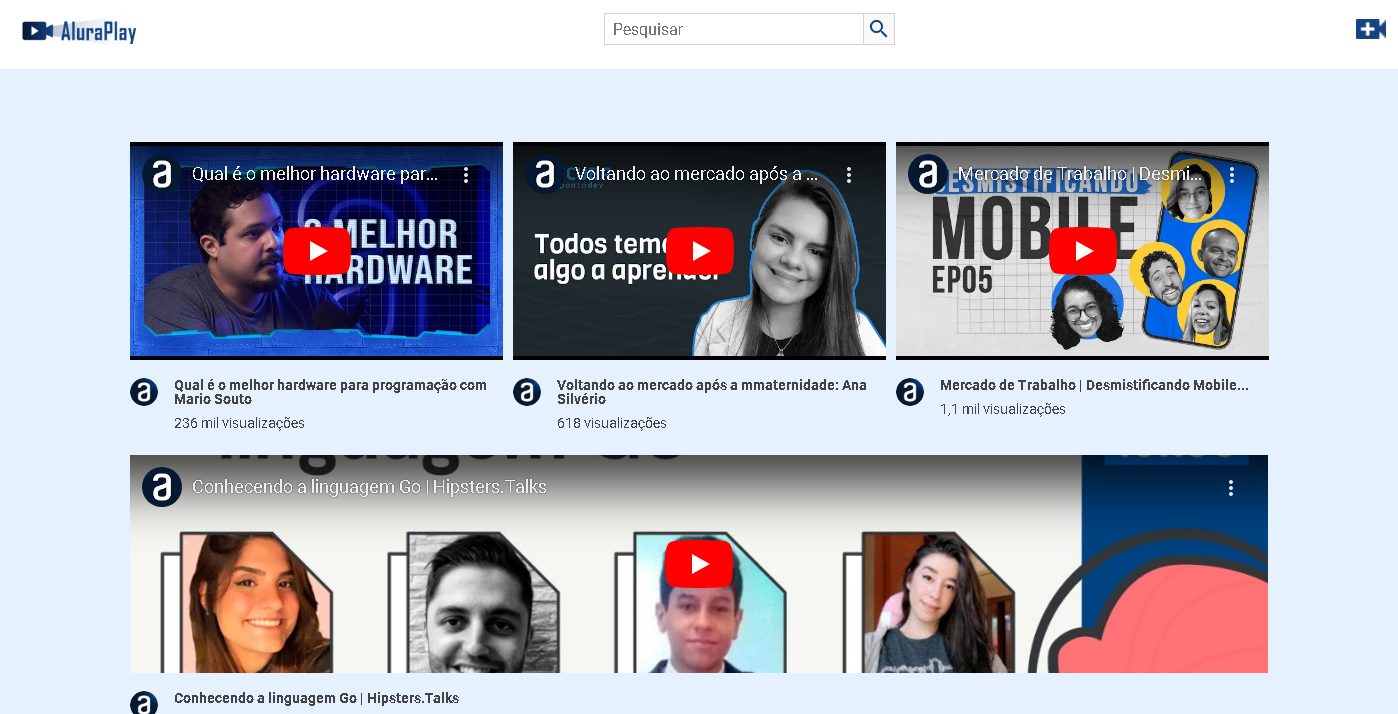 AluraPlay
Pesquisar
Qual é o melhor hardware par...
O MELHOR
HARDWARE
Voltando ao mercado após a ...
pontodev
Todos temos
algo a aprender
Mercado de Trabalho | Desmi...
DESMISTIFICANDO
MOBILE
EP05
Qual é o melhor hardware para programação com
Mario Souto
236 mil visualizações
Voltando ao mercado após a mmaternidade: Ana
Silvério
618 visualizações
Mercado de Trabalho | Desmistificando Mobile...
1,1 mil visualizações
Conhecendo a linguagem Go | Hipsters.Talks
Conhecendo a linguagem Go | Hipsters.Talks